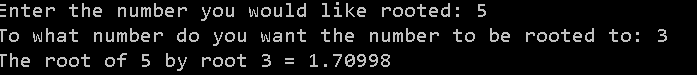 Enter the number you would like rooted: 5
To what number do you want the number to be rooted to: 3
The root of 5 by root 3 = 1.70998